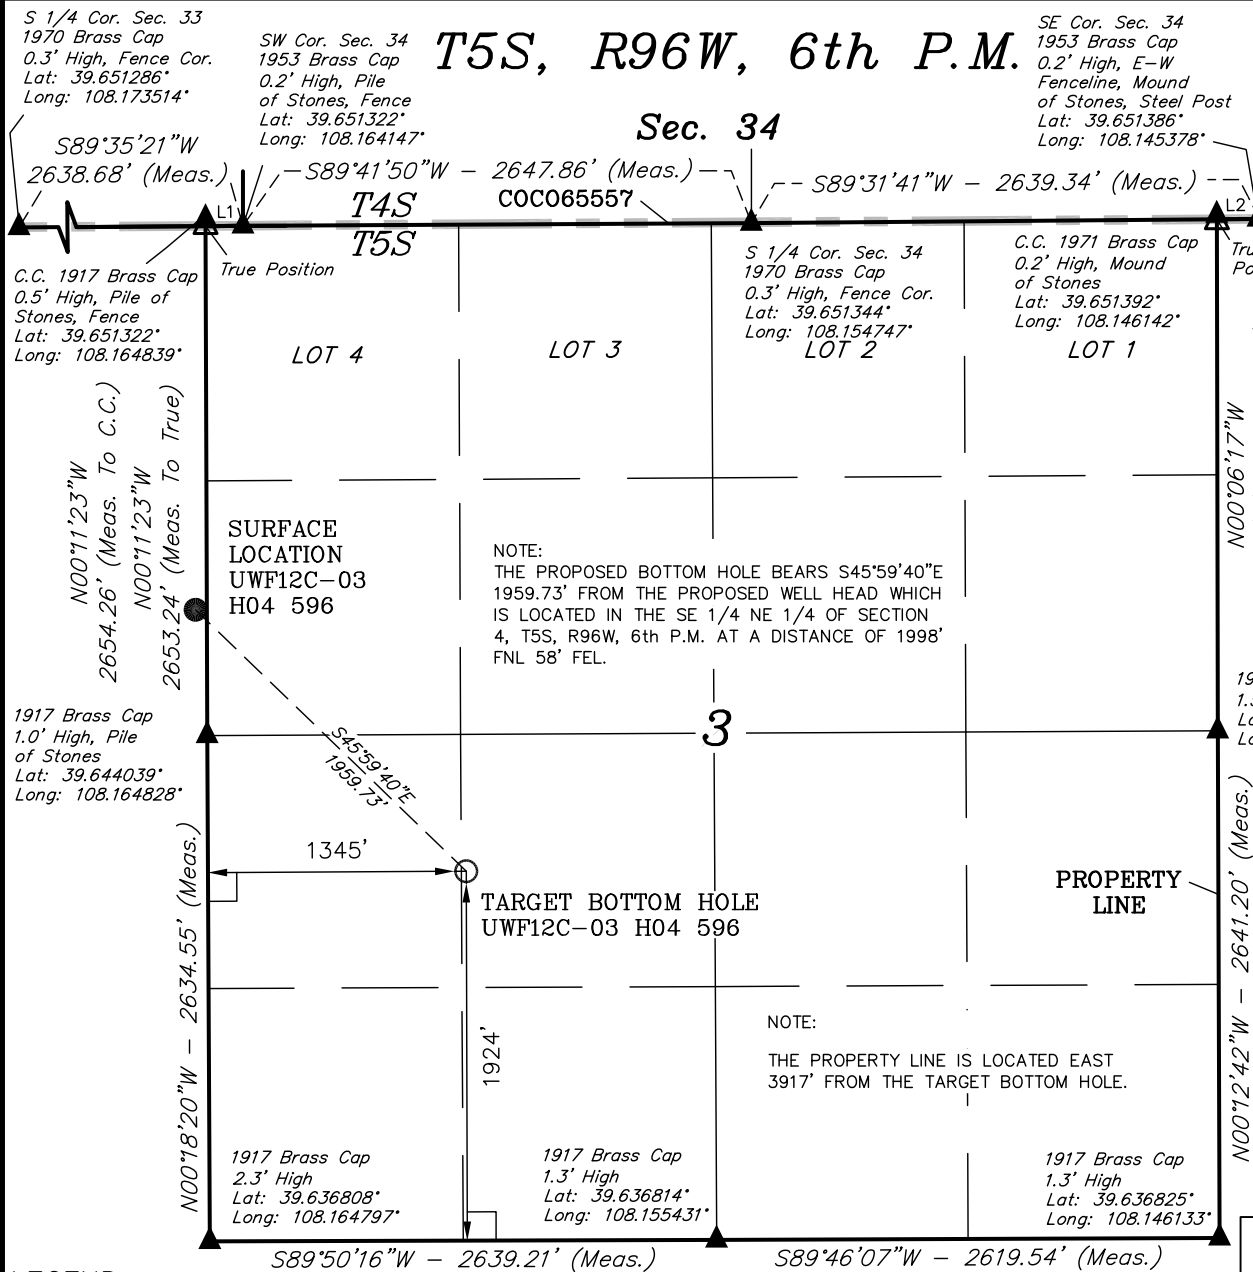 S 1/4 Cor. Sec. 33
1970 Brass Cap
0.3' High, Fence Cor.
Lat: 39.651286°
Long: 108.173514°
SW Cor. Sec. 34
1953 Brass Cap
0.2' High, Pile
of Stones, Fence
Lat: 39.651322°
Long: 108.164147°
T5S, R96W, 6th P.M.
SE Cor. Sec. 34
1953 Brass Cap
0.2' High, E-W
Fenceline, Mound
of Stones, Steel Post
Lat: 39.651386°
Long: 108.145378°
Sec. 34
S89°35'21"W
2638.68' (Meas.)
S89°41'50"W - 2647.86' (Meas.)
S89°31'41"W - 2639.34' (Meas.)
COCO65557
L1
L2
T4S
T5S
True Position
C.C. 1917 Brass Cap
0.5' High, Pile of
Stones, Fence
Lat: 39.651322°
Long: 108.164839°
S 1/4 Cor. Sec. 34
1970 Brass Cap
0.3' High, Fence Cor.
Lat: 39.651344°
Long: 108.154747°
C.C. 1971 Brass Cap
0.2' High, Mound
of Stones
Lat: 39.651392°
Long: 108.146142°
LOT 4
LOT 3
LOT 2
LOT 1
N00°11'23"W
2654.26' (Meas. To C.C.)
N00°11'23"W
2653.24' (Meas. To True)
N00°06'17"W
SURFACE
LOCATION
UWF12C-03
H04 596
NOTE:
THE PROPOSED BOTTOM HOLE BEARS S45°59'40"E
1959.73' FROM THE PROPOSED WELL HEAD WHICH
IS LOCATED IN THE SE 1/4 NE 1/4 OF SECTION
4, T5S, R96W, 6th P.M. AT A DISTANCE OF 1998'
FNL 58' FEL.
1917 Brass Cap
1.0' High, Pile
of Stones
Lat: 39.644039°
Long: 108.164828°
3
S45°59'40"E
1959.73'
1345'
TARGET BOTTOM HOLE
UWF12C-03 H04 596
PROPERTY
LINE
N00°18'20"W - 2634.55' (Meas.)
N00°12'42"W - 2641.20' (Meas.)
1924'
NOTE:
THE PROPERTY LINE IS LOCATED EAST
3917' FROM THE TARGET BOTTOM HOLE.
1917 Brass Cap
2.3' High
Lat: 39.636808°
Long: 108.164797°
1917 Brass Cap
1.3' High
Lat: 39.636814°
Long: 108.155431°
1917 Brass Cap
1.3' High
Lat: 39.636825°
Long: 108.146133°
S89°50'16"W - 2639.21' (Meas.)
S89°46'07"W - 2619.54' (Meas.)